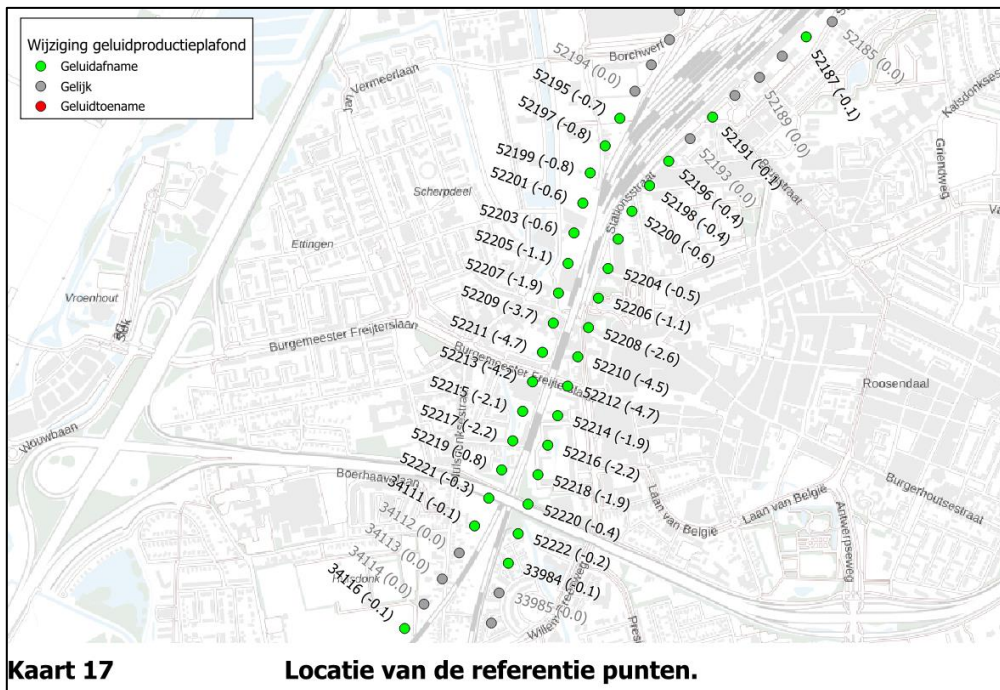 Wijziging geluidproductieplafond
Geluidafname
Gelijk
Geluidtoename
Borchwerf
Jan Vermeerlaan
Kalsdonksestraat
Griendweg
Scherpdeel
Stationsstraat
Ettingen
Vroenhout
Burgemeester Freijterslaan
Burgemeester Freijterslaan
Roosendaal
Wouwbaan
Boerhaavelaan
Laan van België
Laan van België
Burgerhoutsestraat
Antwerpseweg
52194 (0.0)
52195 (-0.7)
52197 (-0.8)
52199 (-0.8)
52201 (-0.6)
52203 (-0.6)
52205 (-1.1)
52207 (-1.9)
52209 (-3.7)
52211 (-4.7)
52213 (-4.2)
52215 (-2.1)
52217 (-2.2)
52219 (-0.8)
52221 (-0.3)
34111 (-0.1)
34112 (0.0)
34113 (0.0)
34114 (0.0)
34116 (-0.1)
52185 (0.0)
52187 (-0.1)
52189 (0.0)
52191 (-0.1)
52193 (0.0)
52196 (-0.4)
52198 (-0.4)
52200 (-0.6)
52204 (-0.5)
52206 (-1.1)
52208 (-2.6)
52210 (-4.5)
52212 (-4.7)
52214 (-1.9)
52216 (-2.2)
52218 (-1.9)
52220 (-0.4)
52222 (-0.2)
33984 (-0.1)
33985 (0.0)
Kaart 17
Locatie van de referentie punten.